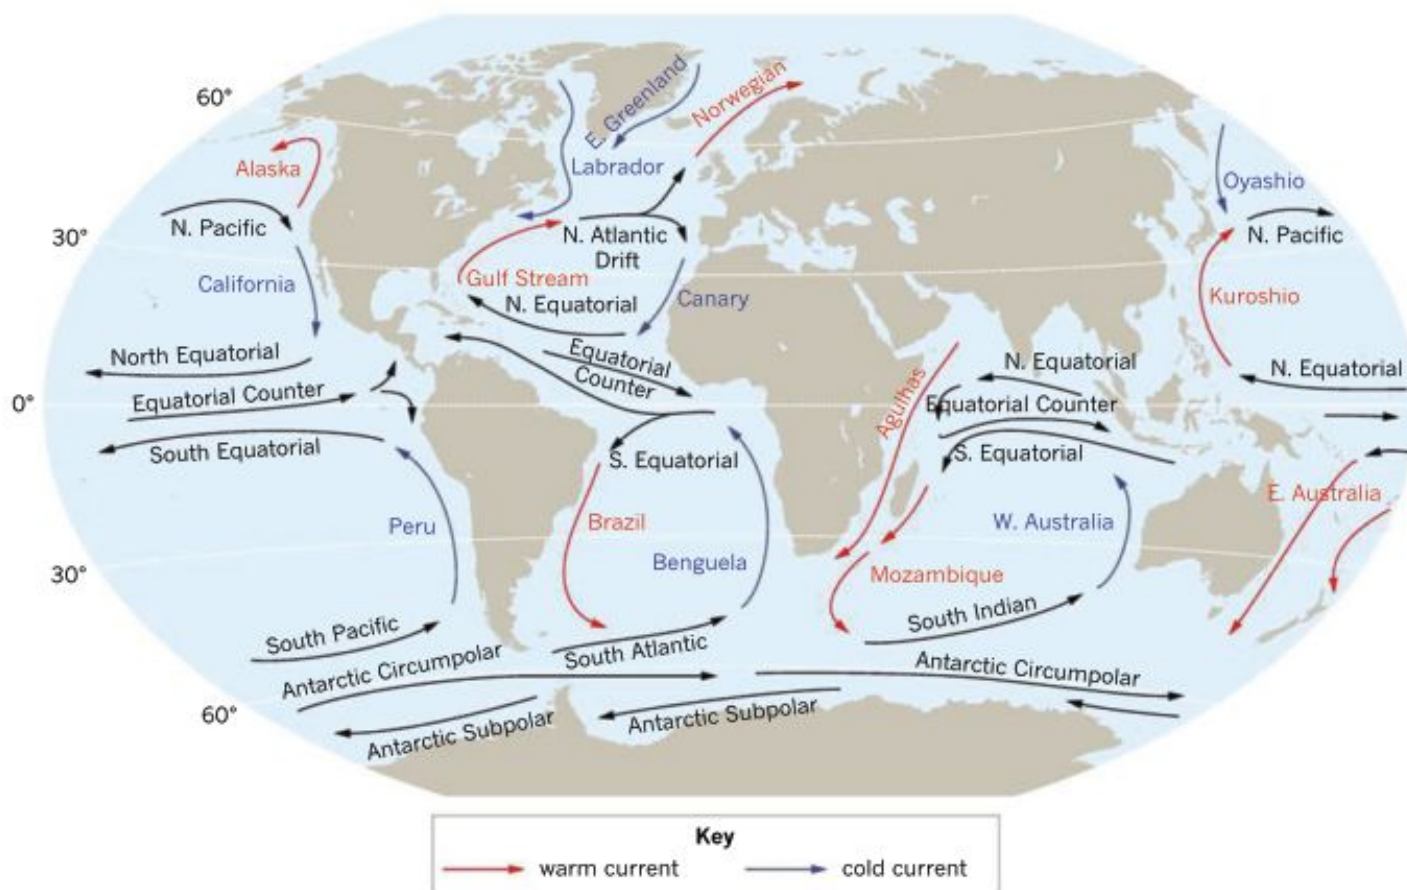 60°
E. Greenland
Norwegian
Alaska
Labrador
Oyashio
N. Pacific
N. Atlantic
Drift
N. Pacific
30°
California
Gulf Stream
N. Equatorial
Canary
Kuroshio
North Equatorial
Equatorial
Counter
N. Equatorial
N. Equatorial
Equatorial Counter
Agulhas
Equatorial Counter
0°
South Equatorial
S. Equatorial
S. Equatorial
E. Australia
Peru
Brazil
W. Australia
Benguela
30°
Mozambique
South Indian
South Pacific
South Atlantic
Antarctic Circumpolar
Antarctic Circumpolar
60°
Antarctic Subpolar
Antarctic Subpolar
Key
warm current
cold current